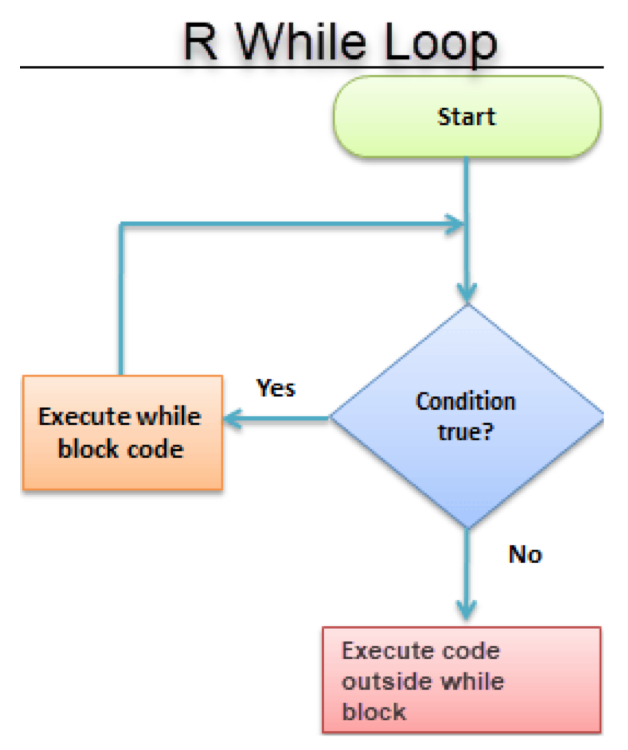 R While Loop
Start
Yes
Condition
true?
Execute while
block code
No
Execute code
outside while
block